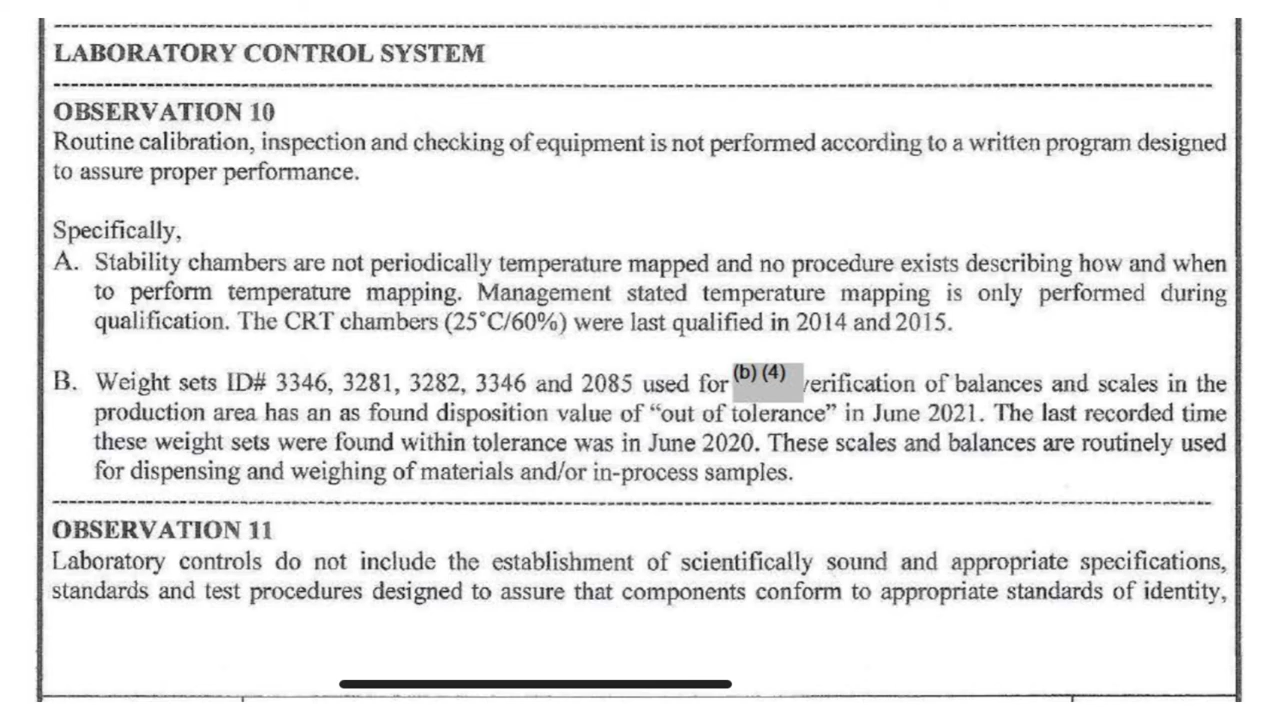 LABORATORY CONTROL SYSTEM
OBSERVATION 10
Routine calibration, inspection and checking of equipment is not performed according to a written program designed
to assure proper performance.
Specifically,
A. Stability chambers are not periodically temperature mapped and no procedure exists describing how and when
to perform temperature mapping. Management stated temperature mapping is only performed during
qualification. The CRT chambers (25°C/60%) were last qualified in 2014 and 2015.
B. Weight sets ID# 3346, 3281, 3282, 3346 and 2085 used for (b) (4) verification of balances and scales in the
production area has an as found disposition value of “out of tolerance” in June 2021. The last recorded time
these weight sets were found within tolerance was in June 2020. These scales and balances are routinely used
for dispensing and weighing of materials and/or in-process samples.
OBSERVATION 11
Laboratory controls do not include the establishment of scientifically sound and appropriate specifications,
standards and test procedures designed to assure that components conform to appropriate standards of identity,